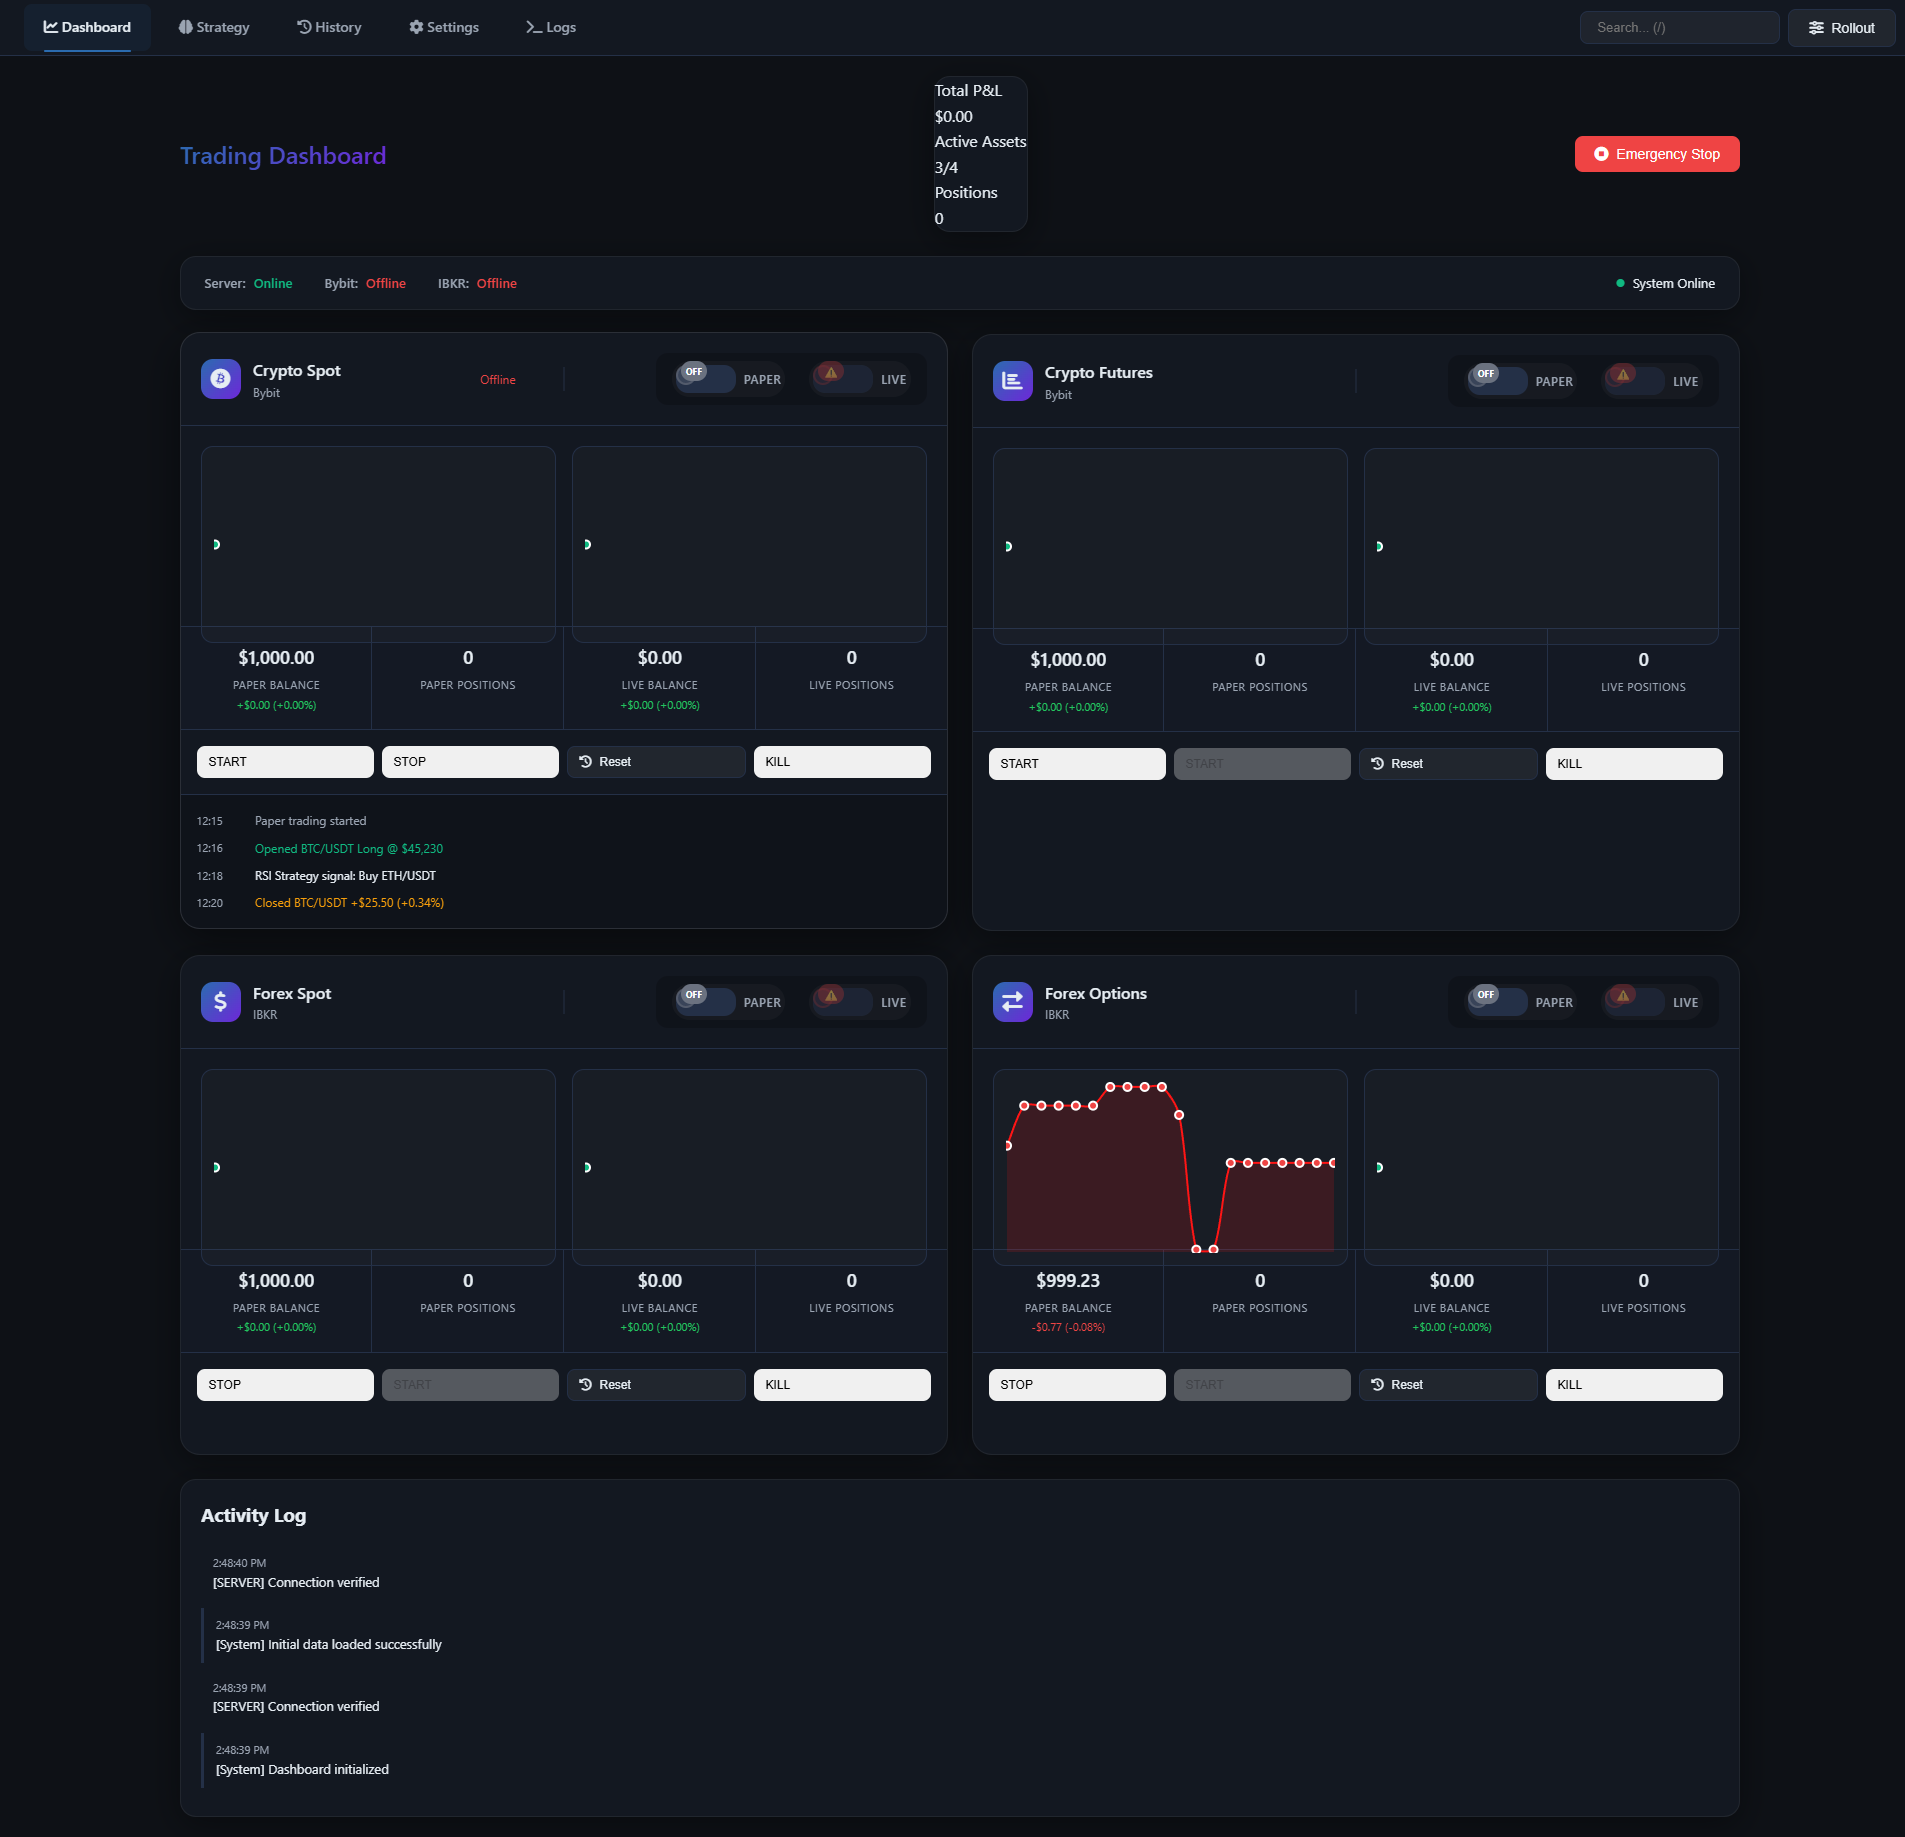 Dashboard
Strategy
History
Settings
Logs
Search... (/)
Rollout
Total P&L
$0.00
Active Assets
3/4
Positions
0
Trading Dashboard
Emergency Stop
Server: Online
Bybit: Offline
IBKR: Offline
System Online
Crypto Spot
Bybit
Offline
OFF
PAPER
LIVE
$1,000.00
PAPER BALANCE
+$0.00 (+0.00%)
0
PAPER POSITIONS
$0.00
LIVE BALANCE
+$0.00 (+0.00%)
0
LIVE POSITIONS
START
STOP
Reset
KILL
12:15 Paper trading started
12:16 Opened BTC/USDT Long @ $45,230
12:18 RSI Strategy signal: Buy ETH/USDT
12:20 Closed BTC/USDT +$25.50 (+0.34%)
Crypto Futures
Bybit
OFF
PAPER
LIVE
$1,000.00
PAPER BALANCE
+$0.00 (+0.00%)
0
PAPER POSITIONS
$0.00
LIVE BALANCE
+$0.00 (+0.00%)
0
LIVE POSITIONS
START
START
Reset
KILL
Forex Spot
IBKR
OFF
PAPER
LIVE
$1,000.00
PAPER BALANCE
+$0.00 (+0.00%)
0
PAPER POSITIONS
$0.00
LIVE BALANCE
+$0.00 (+0.00%)
0
LIVE POSITIONS
STOP
START
Reset
KILL
Forex Options
IBKR
OFF
PAPER
LIVE
$999.23
PAPER BALANCE
-$0.77 (-0.08%)
0
PAPER POSITIONS
$0.00
LIVE BALANCE
+$0.00 (+0.00%)
0
LIVE POSITIONS
STOP
START
Reset
KILL
Activity Log
2:48:40 PM
[SERVER] Connection verified
2:48:39 PM
[System] Initial data loaded successfully
2:48:39 PM
[SERVER] Connection verified
2:48:39 PM
[System] Dashboard initialized